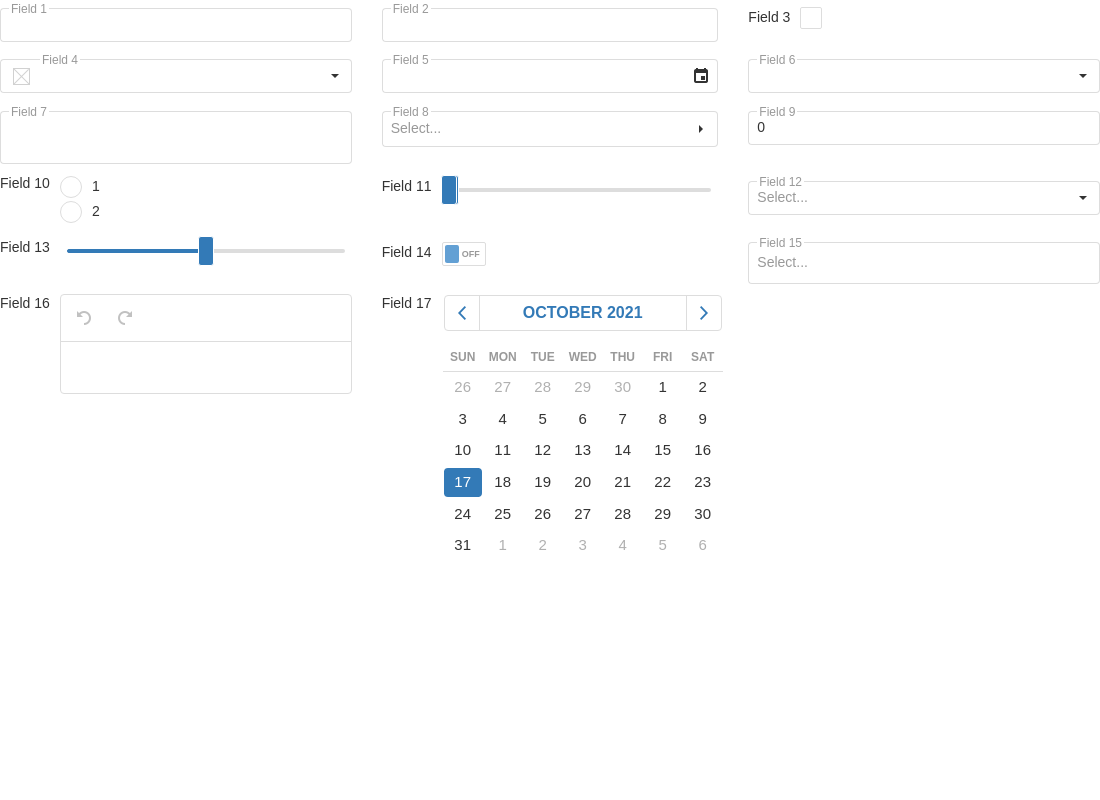 Field 1
Field 2
Field 3
Field 4
Field 5
Field 6
Field 7
Field 8
Select...
Field 9
0
Field 10
1
2
Field 11
Field 12
Select...
Field 13
Field 14
OFF
Field 15
Select...
Field 16
Field 17
OCTOBER 2021
SUN MON TUE WED THU FRI SAT
26 27 28 29 30 1 2
3 4 5 6 7 8 9
10 11 12 13 14 15 16
17 18 19 20 21 22 23
24 25 26 27 28 29 30
31 1 2 3 4 5 6